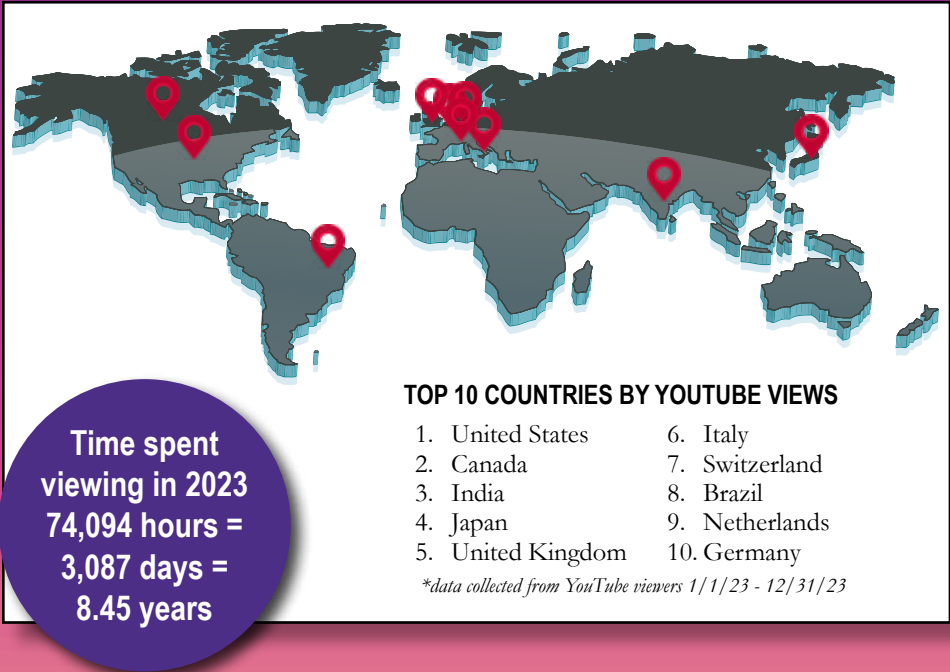 TOP 10 COUNTRIES BY YOUTUBE VIEWS
1. United States
2. Canada
3. India
4. Japan
5. United Kingdom
6. Italy
7. Switzerland
8. Brazil
9. Netherlands
10. Germany
*data collected from YouTube viewers 1/1/23 - 12/31/23
Time spent
viewing in 2023
74,094 hours =
3,087 days =
8.45 years